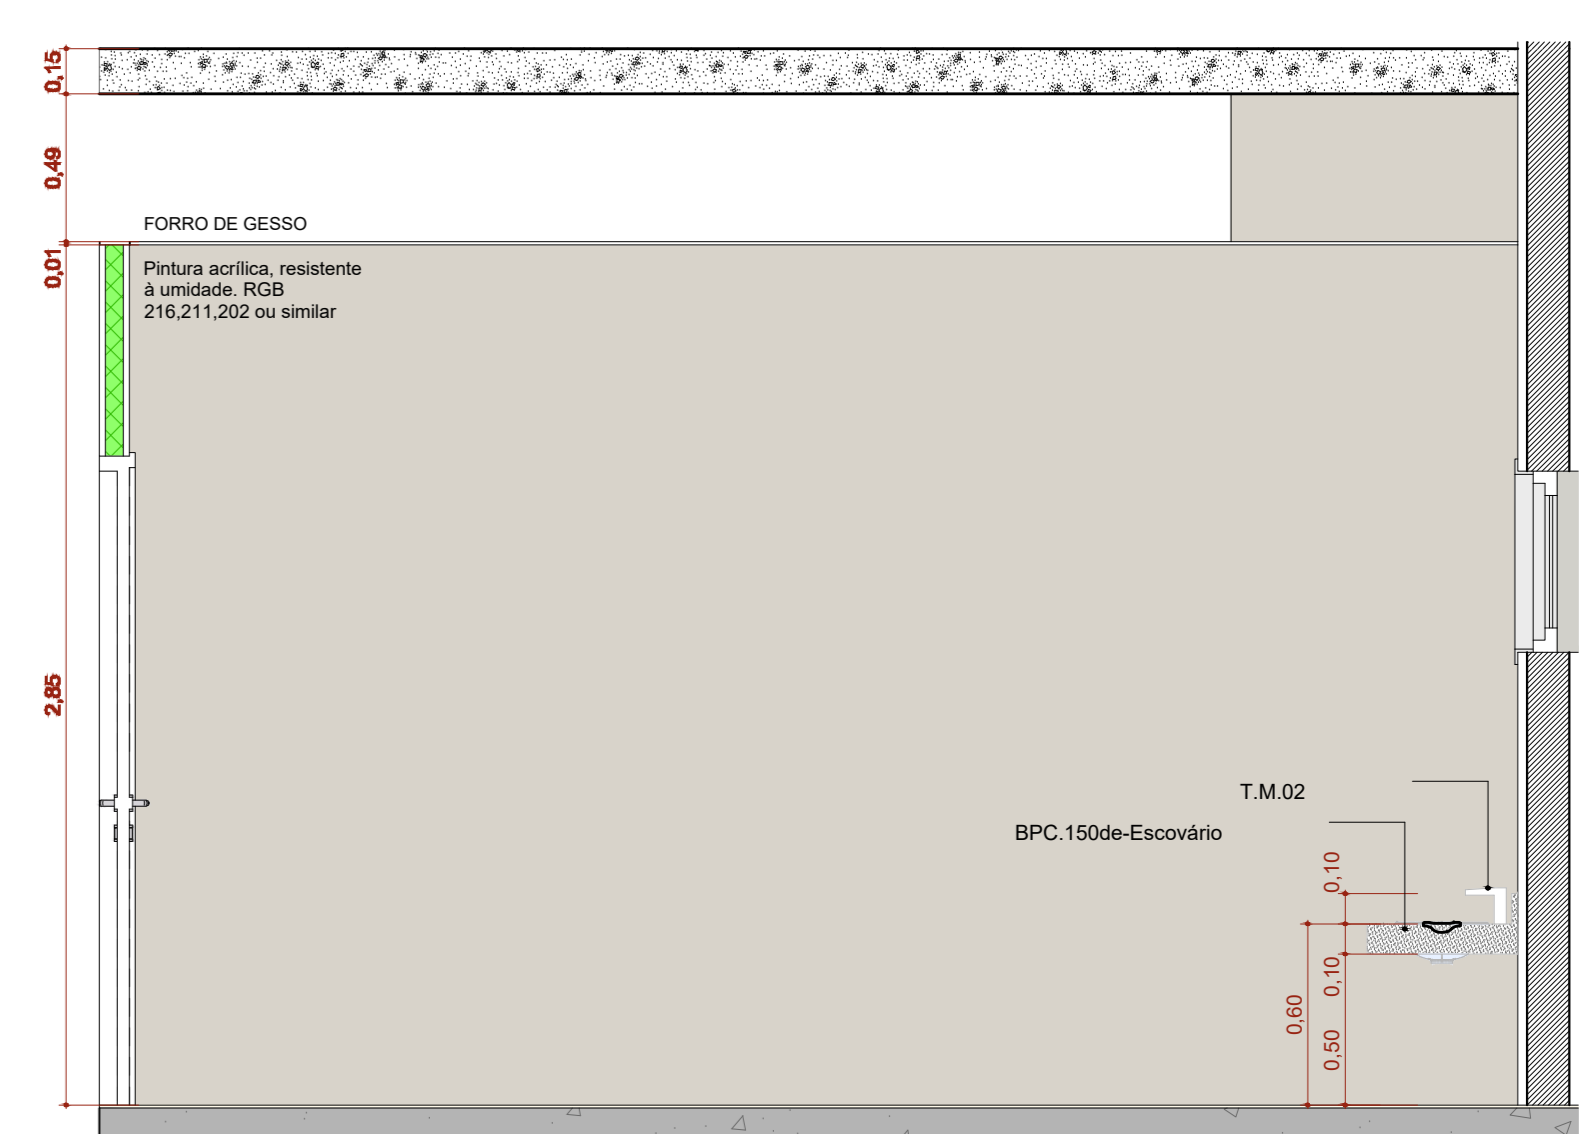 0,15
0,49
FORRO DE GESSO
0,01
Pintura acrílica, resistente
à umidade. RGB
216,211,202 ou similar
2,85
T.M.02
BPC.150de-Escovário
0,10
0,10
0,60
0,50